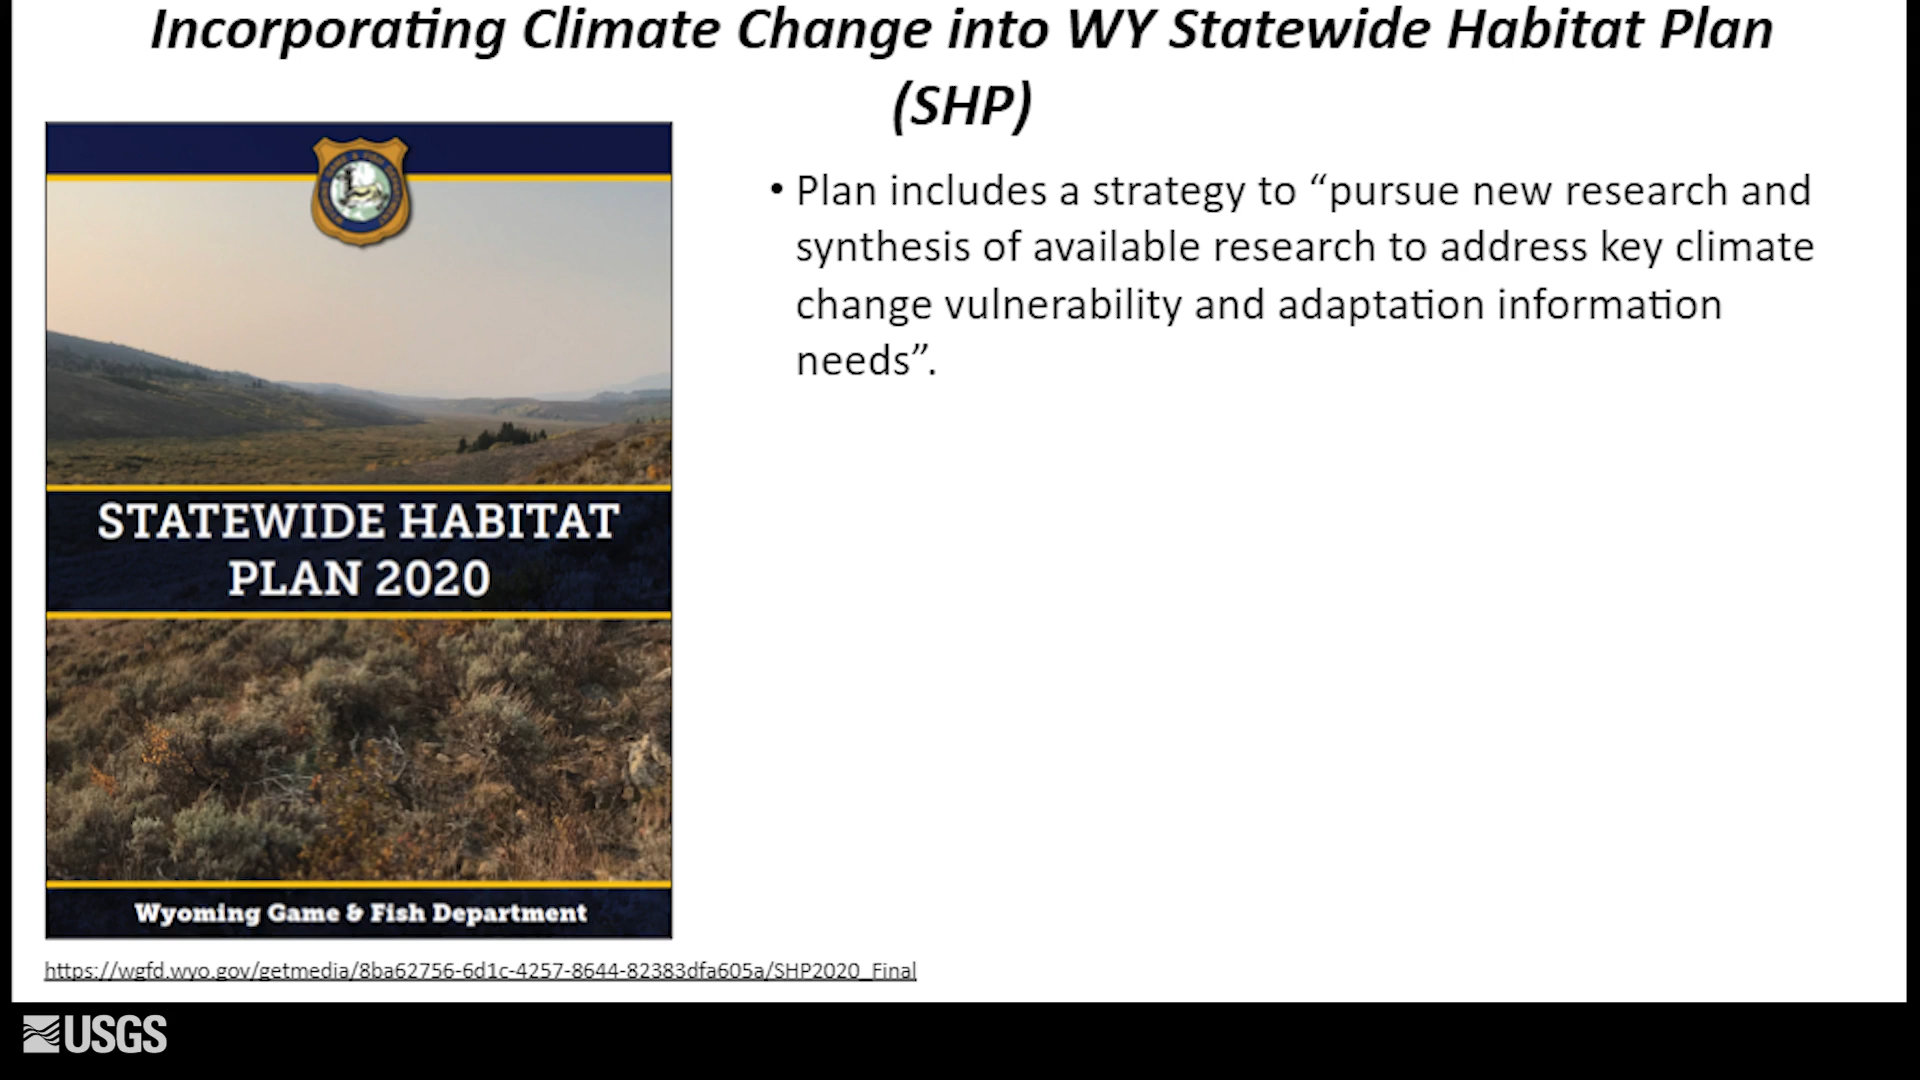 Incorporating Climate Change into WY Statewide Habitat Plan
(SHP)
• Plan includes a strategy to “pursue new research and
synthesis of available research to address key climate
change vulnerability and adaptation information
needs”.
STATEWIDE HABITAT
PLAN 2020
Wyoming Game & Fish Department
https://wgfd.wyo.gov/getmedia/8ba62756-6d1c-4257-8644-82383dfa605a/SHP2020_Final
USGS